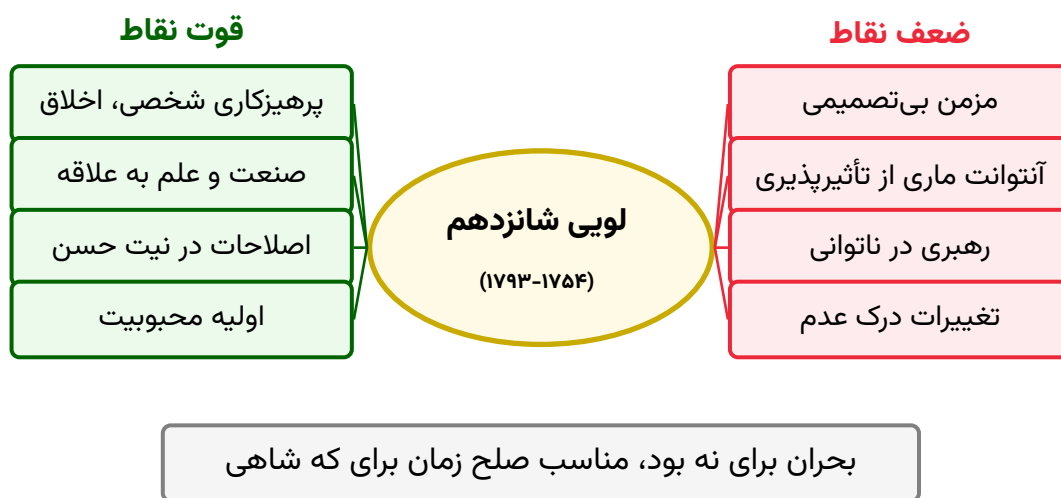 ضعف نقاط
مزمن بی‌تصمیمی
آنتوانت ماری از تأثیرپذیری
رهبری در ناتوانی
تغییرات درک عدم
لویی شانزدهم
(۱۷۵۴–۱۷۹۳)
قوت نقاط
پرهیزکاری شخصی، اخلاق
صنعت و علم به علاقه
اصلاحات در نیت حسن
اولیه محبوبیت
بحران برای نه بود، مناسب صلح زمان برای که شاهی